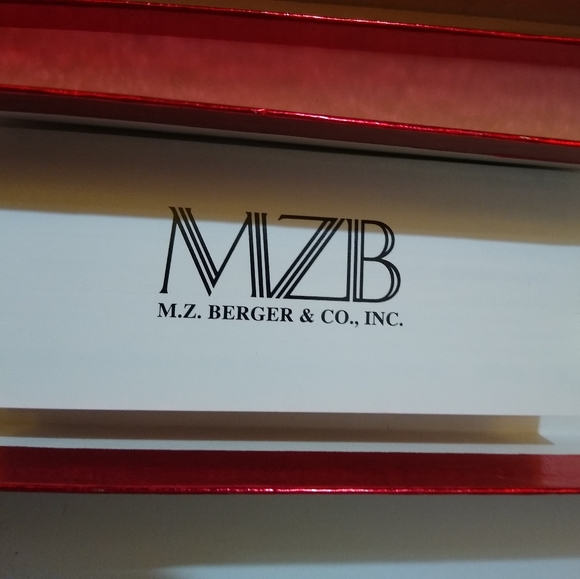 MZB
M.Z. BERGER & CO., INC.